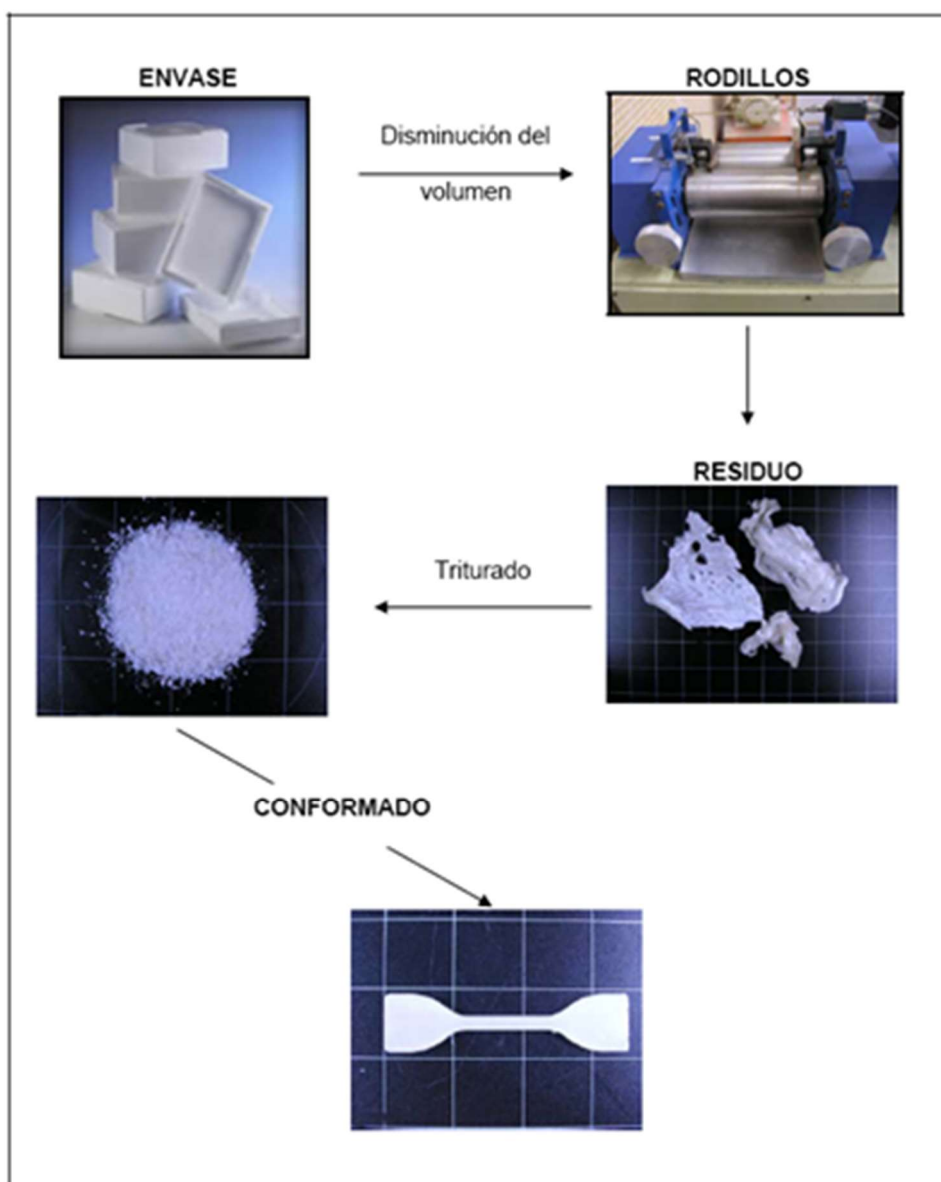 ENVASE
RODILLOS
Disminución del
volumen
RESIDUO
Triturado
CONFORMADO